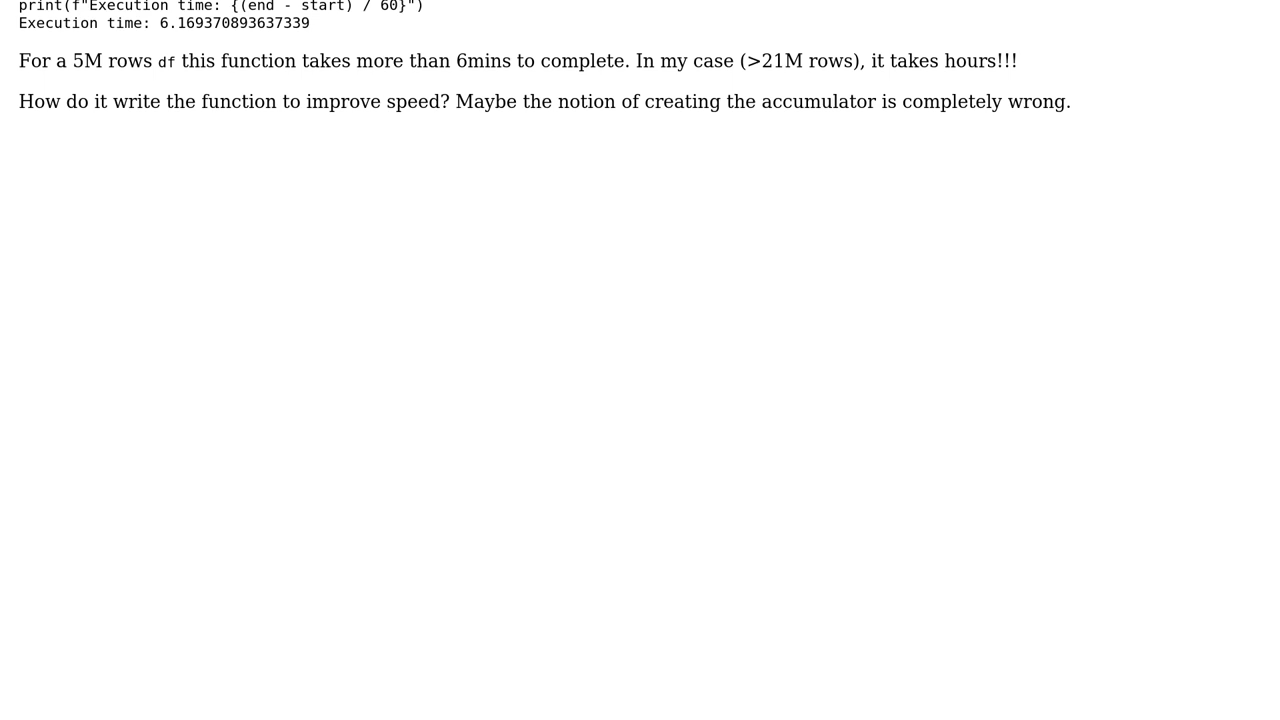 print(f"Execution time: {(end - start) / 60}")
Execution time: 6.169370893637339
For a 5M rows df this function takes more than 6mins to complete. In my case (>21M rows), it takes hours!!!
How do it write the function to improve speed? Maybe the notion of creating the accumulator is completely wrong.